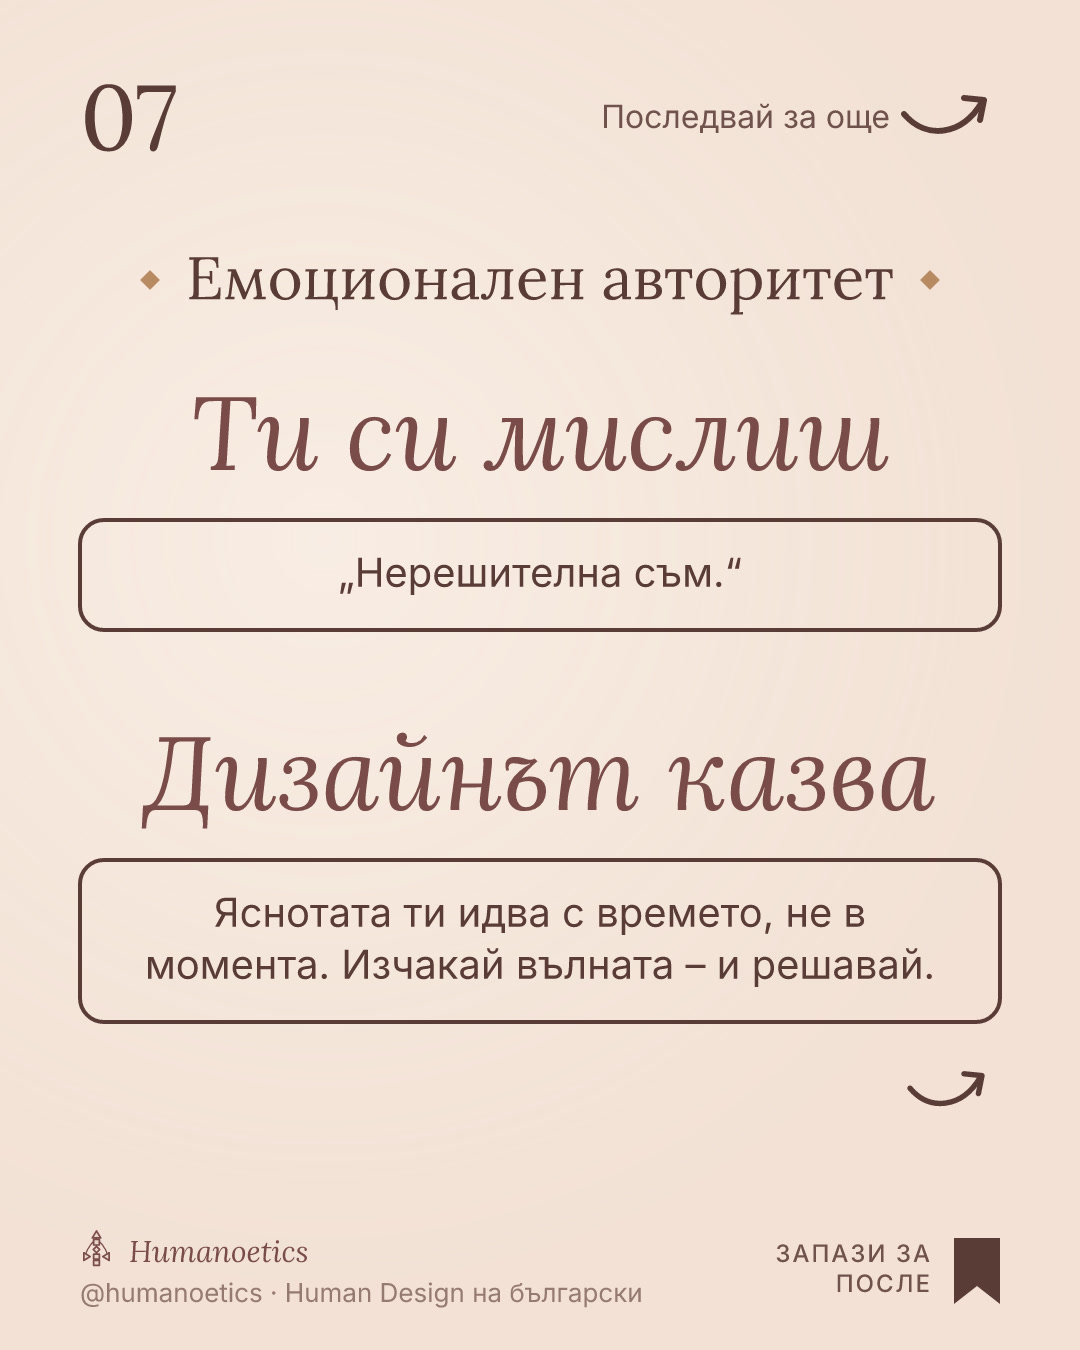 07
Последвай за още
Емоционален авторитет
Ти си мислиш
„Нерешителна съм.“
Дизайнът казва
Яснотата ти идва с времето, не в
момента. Изчакай вълната – и решавай.
Humanoetics
@humanoetics · Human Design на български
ЗАПАЗИ ЗА
ПОСЛЕ